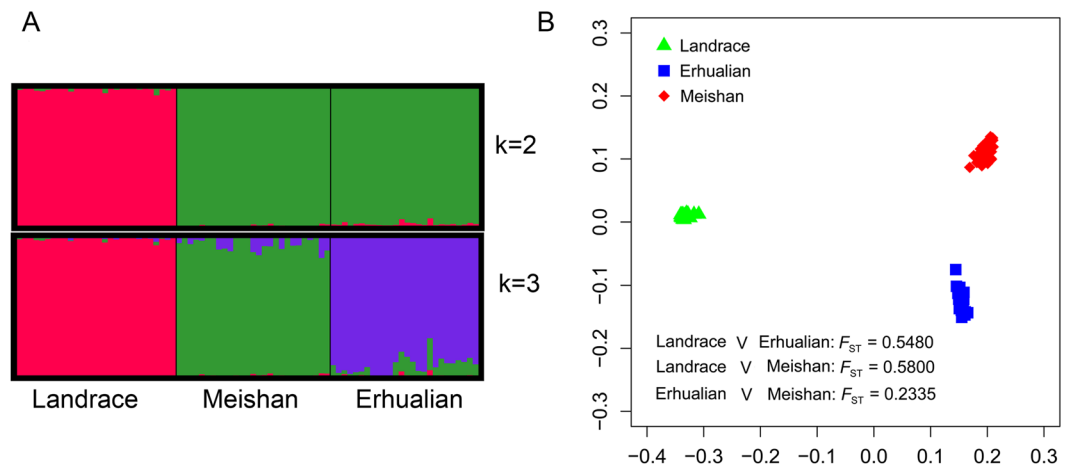 A
k=2
k=3
Landrace Meishan Erhualian
B
Landrace
Erhualian
Meishan
0.3
0.2
0.1
0.0
−0.1
−0.2
−0.3
Landrace V Erhualian: FST = 0.5480
Landrace V Meishan: FST = 0.5800
Erhualian V Meishan: FST = 0.2335
−0.4 −0.3 −0.2 −0.1 0.0 0.1 0.2 0.3